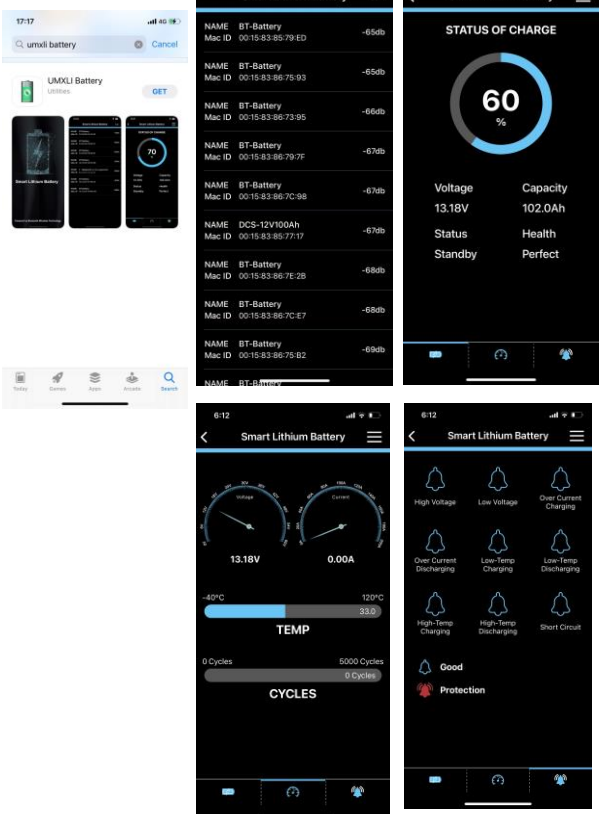 17:17
4G
umxli battery
Cancel
UMXLI Battery
Utilities
GET
Smart Lithium Battery
STATUS OF CHARGE
70
Voltage
Capacity
Status
Health
Standby
Perfect
Today
Games
Apps
Arcade
Search
NAME BT-Battery
Mac ID 00:15:83:85:79:ED
-65db
NAME BT-Battery
Mac ID 00:15:83:86:75:93
-65db
NAME BT-Battery
Mac ID 00:15:83:86:73:95
-66db
NAME BT-Battery
Mac ID 00:15:83:86:79:7F
-67db
NAME BT-Battery
Mac ID 00:15:83:86:7C:98
-67db
NAME DCS-12V100Ah
Mac ID 00:15:83:85:77:17
-67db
NAME BT-Battery
Mac ID 00:15:83:86:7E:2B
-68db
NAME BT-Battery
Mac ID 00:15:83:86:7C:E7
-68db
NAME BT-Battery
Mac ID 00:15:83:86:75:B2
-69db
NAME BT-Battery
STATUS OF CHARGE
60
%
Voltage
Capacity
13.18V
102.0Ah
Status
Health
Standby
Perfect
6:12
Smart Lithium Battery
Voltage
Current
13.18V
0.00A
-40°C
120°C
33.0
TEMP
0 Cycles
5000 Cycles
0 Cycles
CYCLES
6:12
Smart Lithium Battery
High Voltage
Low Voltage
Over Current
Charging
Over Current
Discharging
Low-Temp
Charging
Low-Temp
Discharging
High-Temp
Charging
High-Temp
Discharging
Short Circuit
Good
Protection